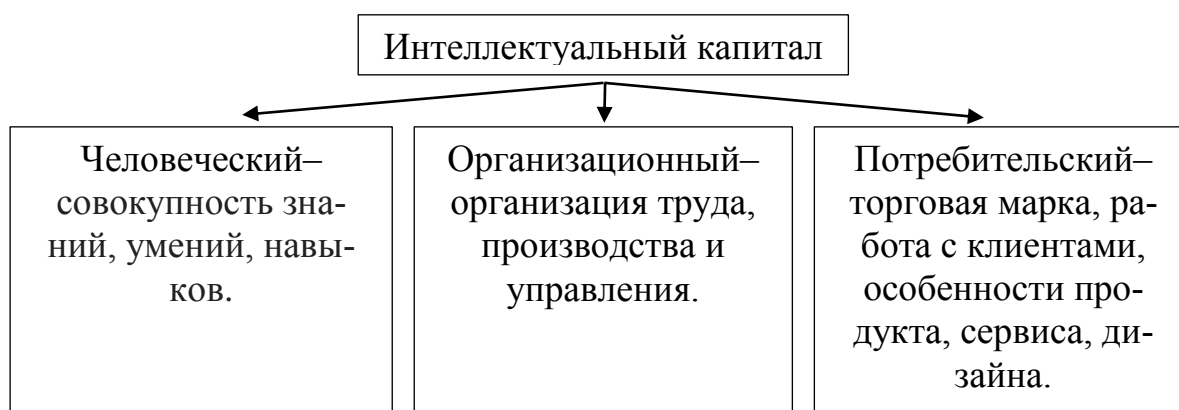 Интеллектуальный капитал
Человеческий–
совокупность зна-
ний, умений, навы-
ков.
Организационный–
организация труда,
производства и
управления.
Потребительский–
торговая марка, ра-
бота с клиентами,
особенности про-
дукта, сервиса, ди-
зайна.